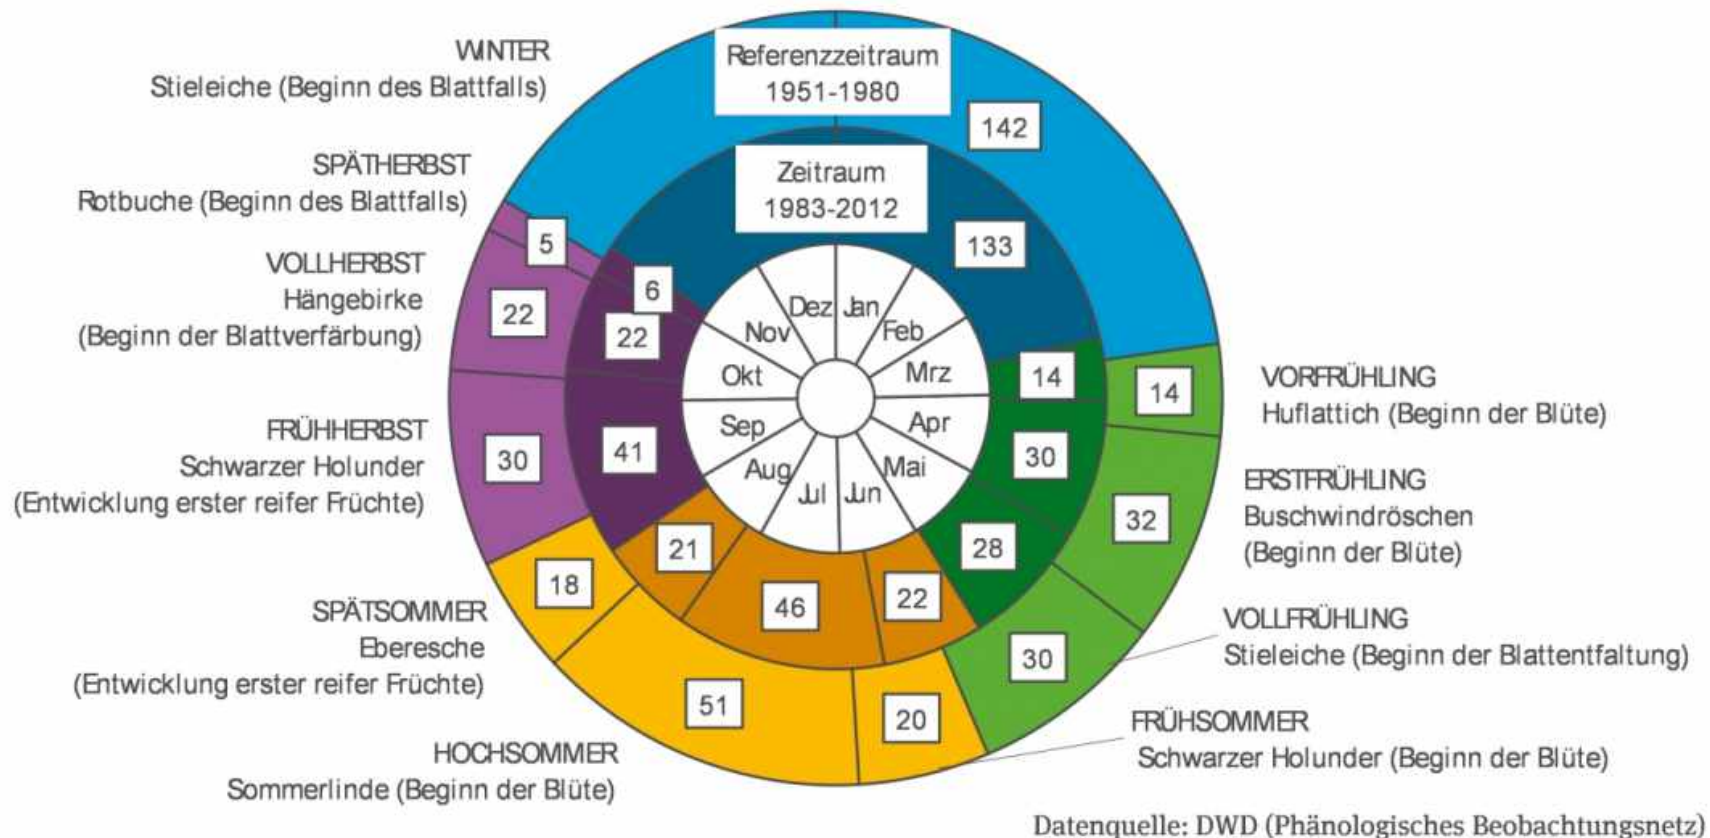 Referenzzeitraum
1951-1980
Zeitraum
1983-2012
WINTER
Stieleiche (Beginn des Blattfalls)
142
133
SPÄTHERBST
Rotbuche (Beginn des Blattfalls)
5
6
VOLLHERBST
Hängebirke
(Beginn der Blattverfärbung)
22
22
FRÜHHERBST
Schwarzer Holunder
(Entwicklung erster reifer Früchte)
30
41
SPÄTSOMMER
Eberesche
(Entwicklung erster reifer Früchte)
18
21
HOCHSOMMER
Sommerlinde (Beginn der Blüte)
51
46
FRÜHSOMMER
Schwarzer Holunder (Beginn der Blüte)
20
22
VOLLFRÜHLING
Stieleiche (Beginn der Blattentfaltung)
30
28
ERSTFRÜHLING
Buschwindröschen
(Beginn der Blüte)
32
30
VORFRÜHLING
Huflattich (Beginn der Blüte)
14
14
Jan
Feb
Mrz
Apr
Mai
Jun
Jul
Aug
Sep
Okt
Nov
Dez
Datenquelle: DWD (Phänologisches Beobachtungsnetz)